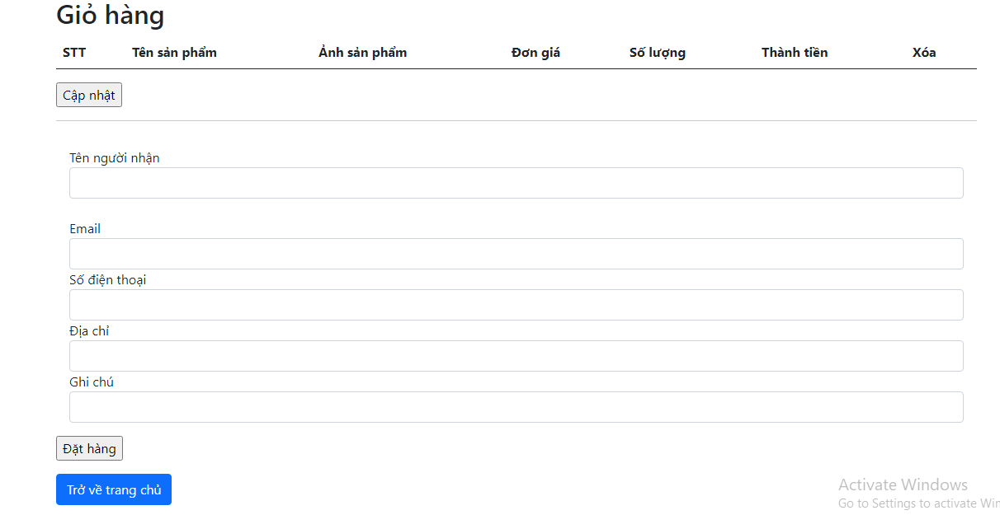 Giỏ hàng
STT Tên sản phẩm Ảnh sản phẩm Đơn giá Số lượng Thành tiền Xóa
Cập nhật
Tên người nhận
Email
Số điện thoại
Địa chỉ
Ghi chú
Đặt hàng
Trở về trang chủ
Activate Windows
Go to Settings to activate Win